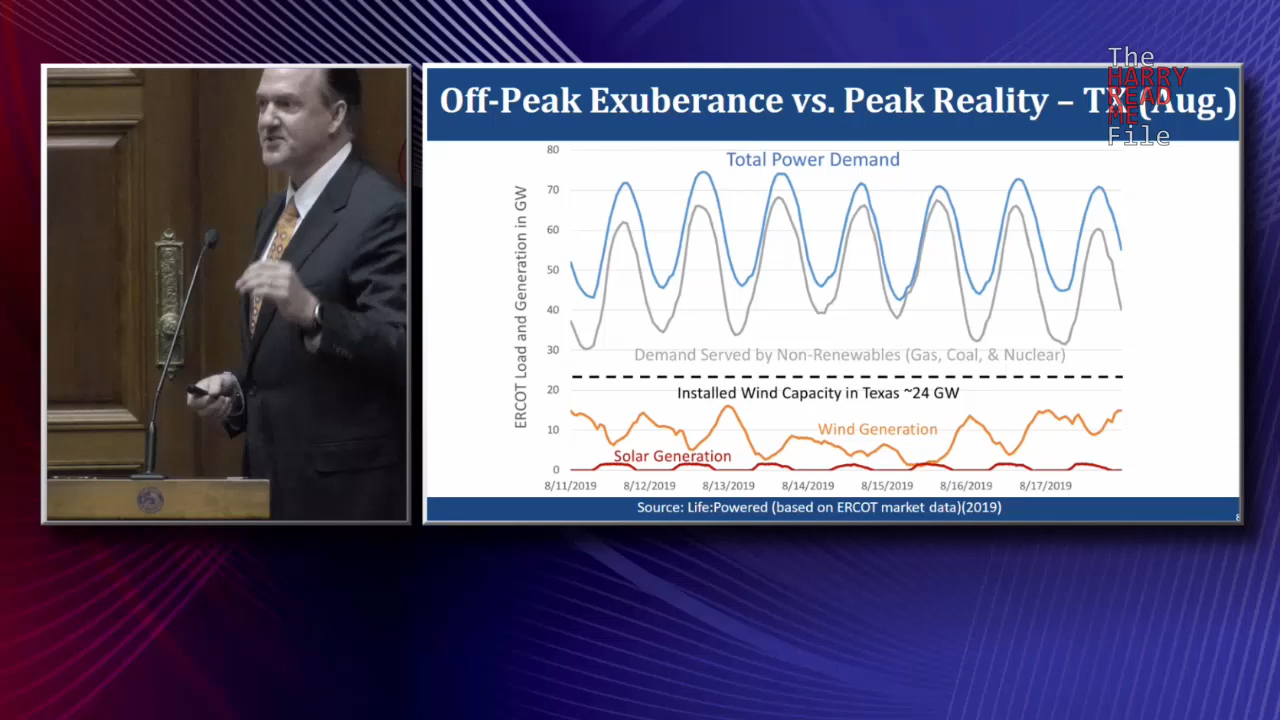 The
HARRY
READ
ME
File
Off-Peak Exuberance vs. Peak Reality – TX (Aug.)
Total Power Demand
ERCOT Load and Generation in GW
80
70
60
50
40
30
20
10
0
Demand Served by Non-Renewables (Gas, Coal, & Nuclear)
Installed Wind Capacity in Texas ~24 GW
Wind Generation
Solar Generation
8/11/2019 8/12/2019 8/13/2019 8/14/2019 8/15/2019 8/16/2019 8/17/2019
Source: Life:Powered (based on ERCOT market data)(2019)
8